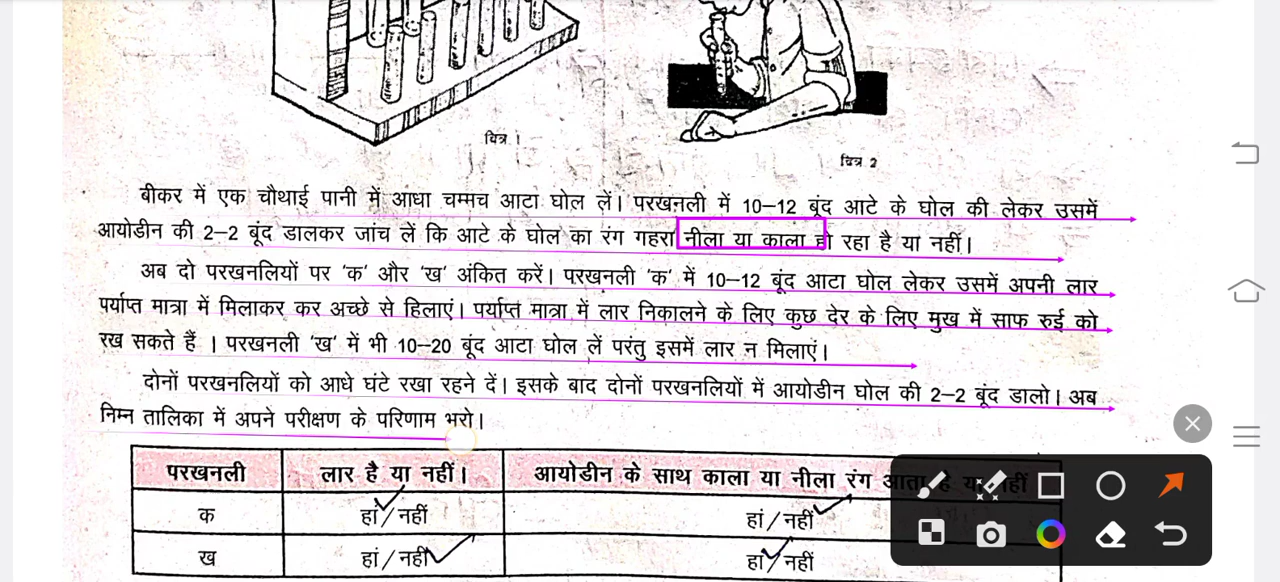 चित्र 1
चित्र 2
बीकर में एक चौथाई पानी में आधा चम्मच आटा घोल लें। परखनली में 10–12 बूंद आटे के घोल की लेकर उसमें
आयोडीन की 2–2 बूंद डालकर जांच लें कि आटे के घोल का रंग गहरा नीला या काला हो रहा है या नहीं।
अब दो परखनलियों पर 'क' और 'ख' अंकित करें। परखनली 'क' में 10–12 बूंद आटा घोल लेकर उसमें अपनी लार
पर्याप्त मात्रा में मिलाकर कर अच्छे से हिलाएं। पर्याप्त मात्रा में लार निकालने के लिए कुछ देर के लिए मुख में साफ रुई को
रख सकते हैं । परखनली 'ख' में भी 10–20 बूंद आटा घोल लें परंतु इसमें लार न मिलाएं।
दोनों परखनलियों को आधे घंटे रखा रहने दें। इसके बाद दोनों परखनलियों में आयोडीन घोल की 2–2 बूंद डालो। अब
निम्न तालिका में अपने परीक्षण के परिणाम भरो।
परखनली लार है या नहीं। आयोडीन के साथ काला या नीला रंग आता है या नहीं
क हां/नहीं हां/नहीं
ख हां/नहीं हां/नहीं